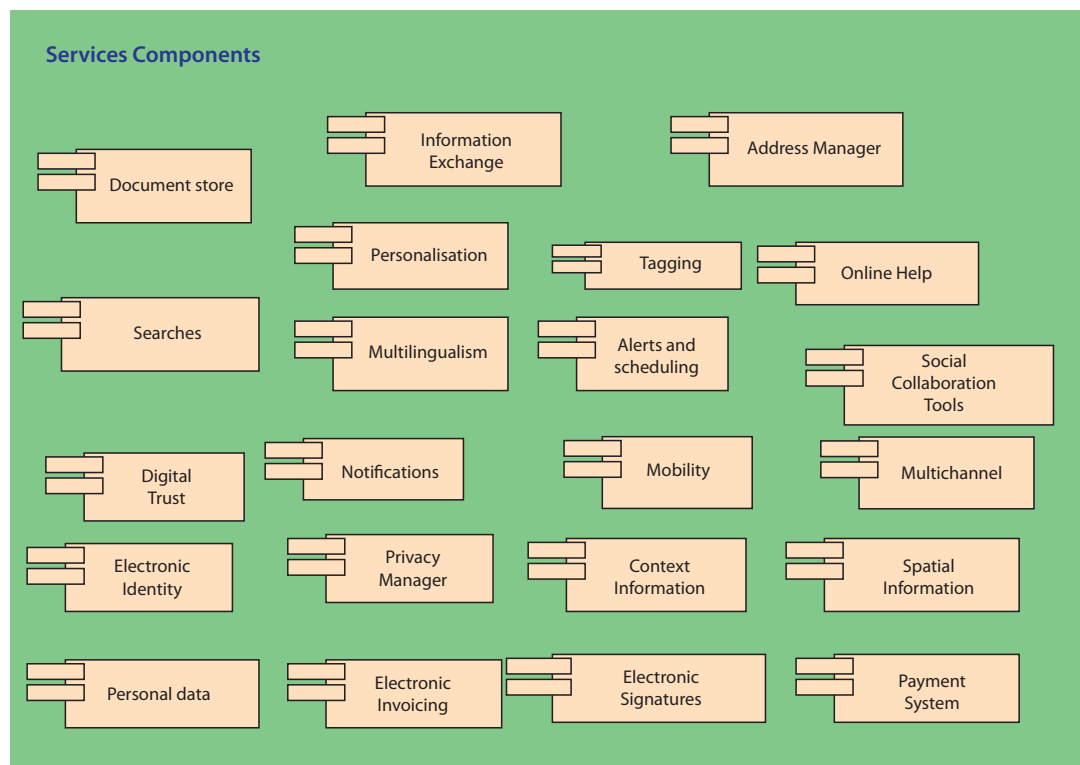 Services Components
Information
Exchange
Address Manager
Document store
Personalisation
Tagging
Online Help
Searches
Multilingualism
Alerts and
scheduling
Social
Collaboration
Tools
Digital
Trust
Notifications
Mobility
Multichannel
Electronic
Identity
Privacy
Manager
Context
Information
Spatial
Information
Personal data
Electronic
Invoicing
Electronic
Signatures
Payment
System